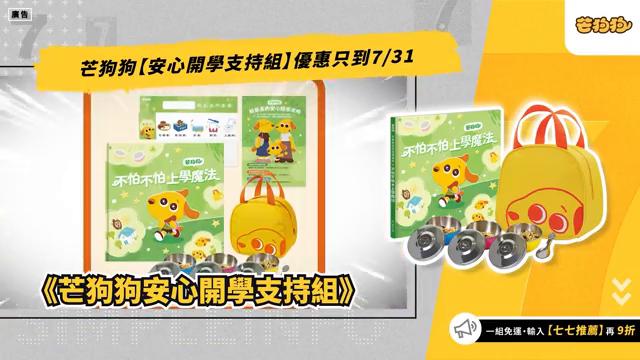 廣告
芒狗狗
芒狗狗【安心開學支持組】優惠只到7/31
芒狗狗
不怕不怕上學魔法
不怕不怕上學魔法
《芒狗狗安心開學支持組》
一組免運・輸入【七七推薦】再9折